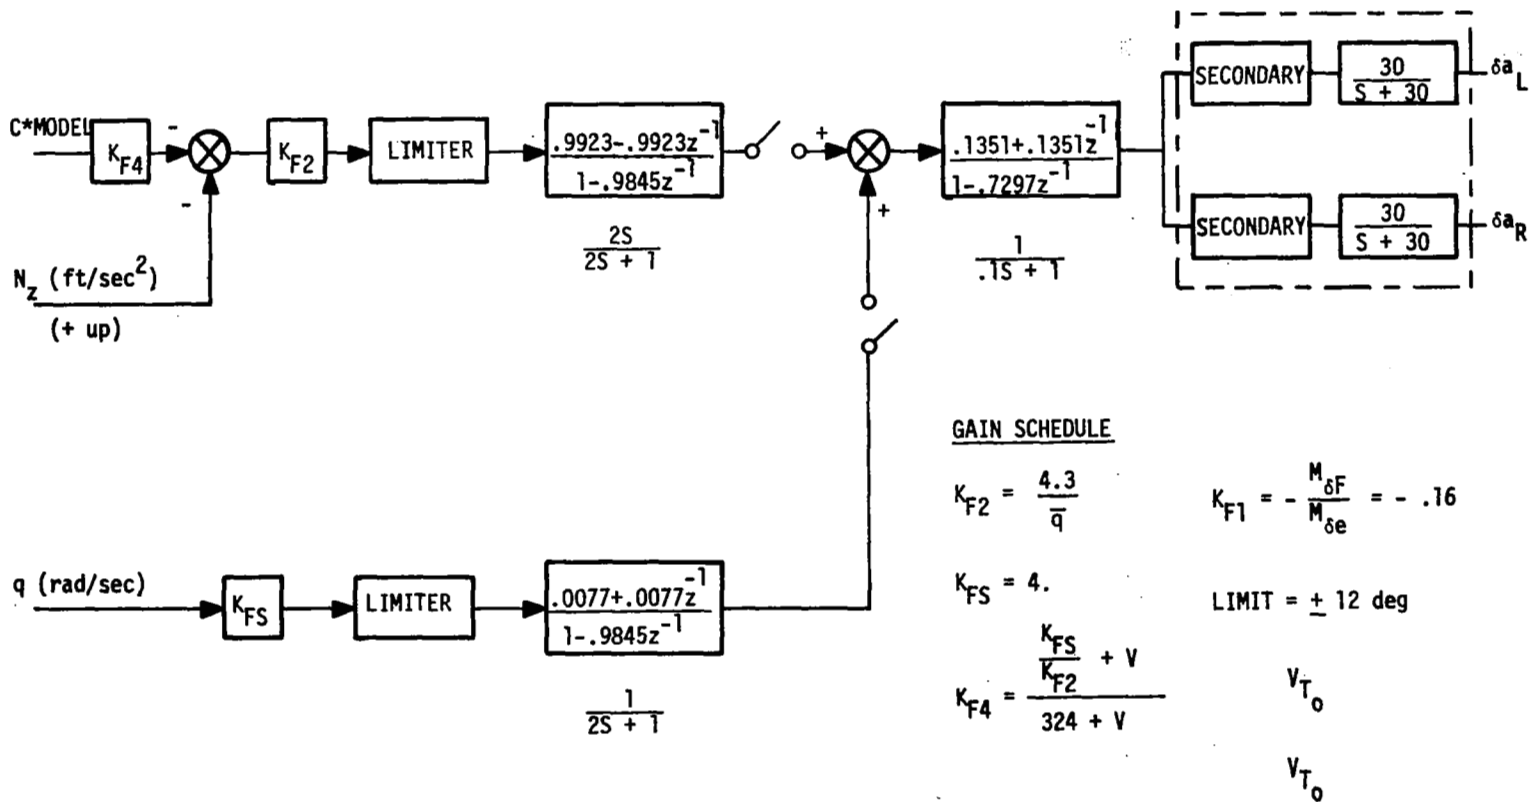 C*MODEL
K_F4
-
-
K_F2
LIMITER
.9923-.9923z^-1
1-.9845z^-1
2S
2S + 1
+
+
.1351+.1351z^-1
1-.7297z^-1
1
.1S + 1
SECONDARY
30
S + 30
δa_L
SECONDARY
30
S + 30
δa_R
N_z (ft/sec^2)
(+ up)
q (rad/sec)
K_FS
LIMITER
.0077+.0077z^-1
1-.9845z^-1
1
2S + 1
GAIN SCHEDULE
K_F2 = 4.3 / q̅
K_FS = 4.
K_F4 = (K_FS / K_F2 + V) / (324 + V)
K_F1 = - M_δF / M_δe = - .16
LIMIT = ± 12 deg
V_T_o
V_T_o